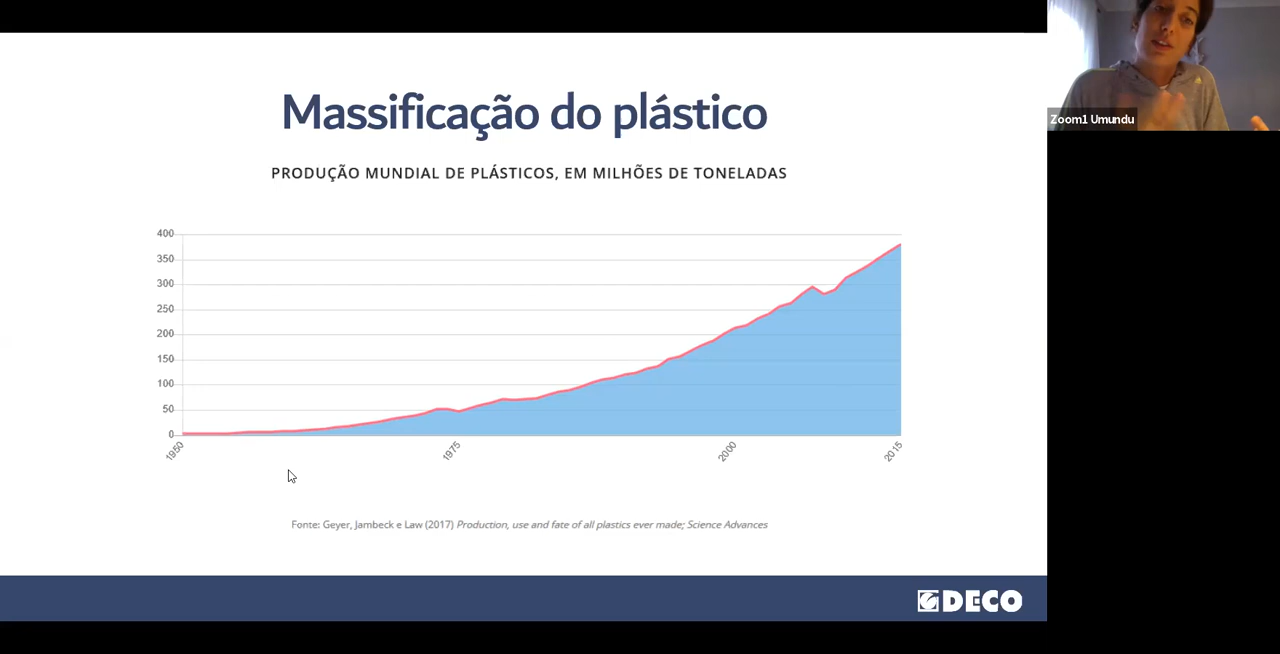 Massificação do plástico
PRODUÇÃO MUNDIAL DE PLÁSTICOS, EM MILHÕES DE TONELADAS
400
350
300
250
200
150
100
50
0
1950
1975
2000
2015
Fonte: Geyer, Jambeck e Law (2017) Production, use and fate of all plastics ever made; Science Advances
DECO
Zoom1 Umundu